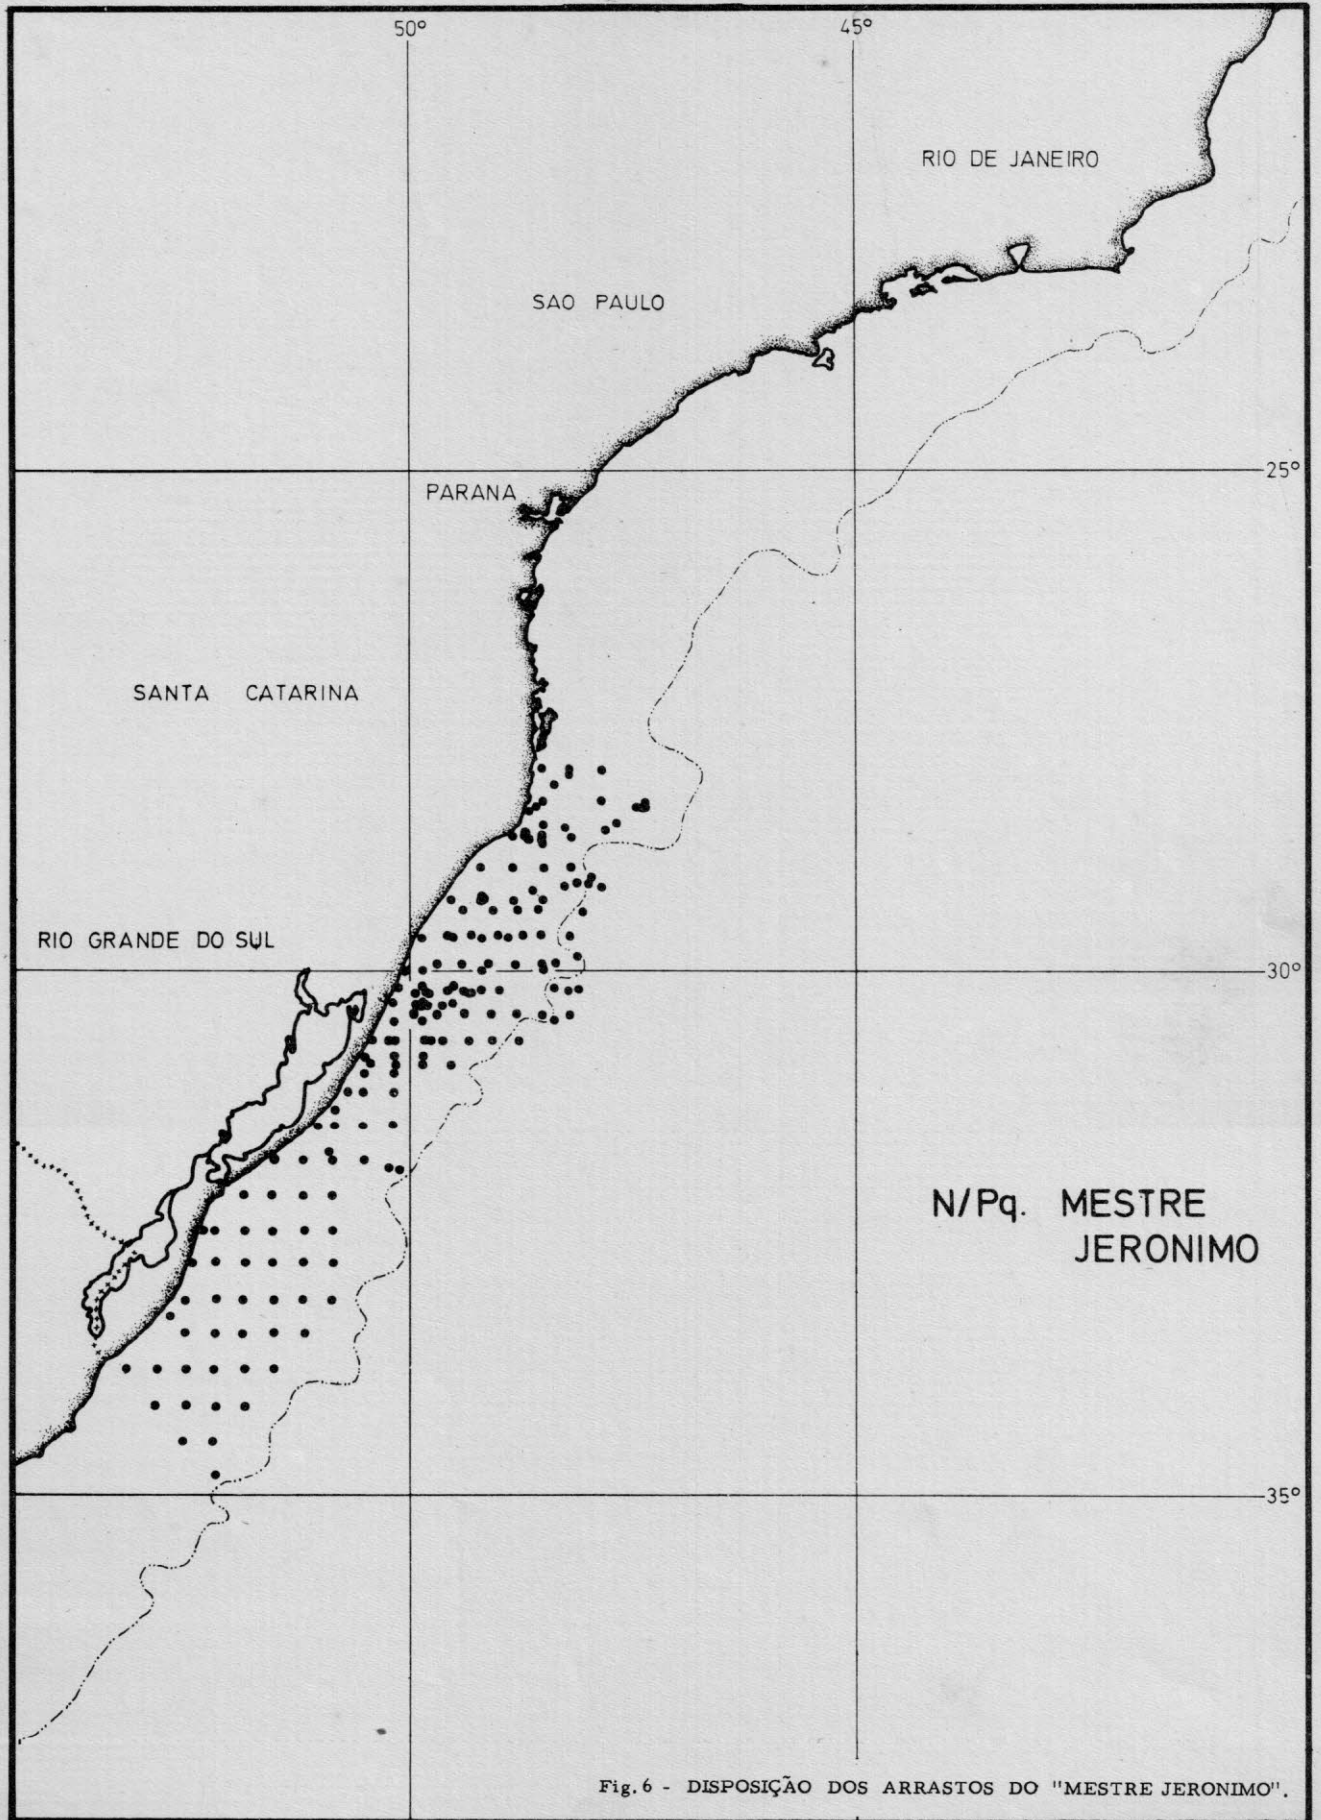 50°
45°
RIO DE JANEIRO
SAO PAULO
25°
PARANA
SANTA CATARINA
RIO GRANDE DO SUL
30°
N/Pq. MESTRE
JERONIMO
35°
Fig. 6 - DISPOSIÇÃO DOS ARRASTOS DO "MESTRE JERONIMO".